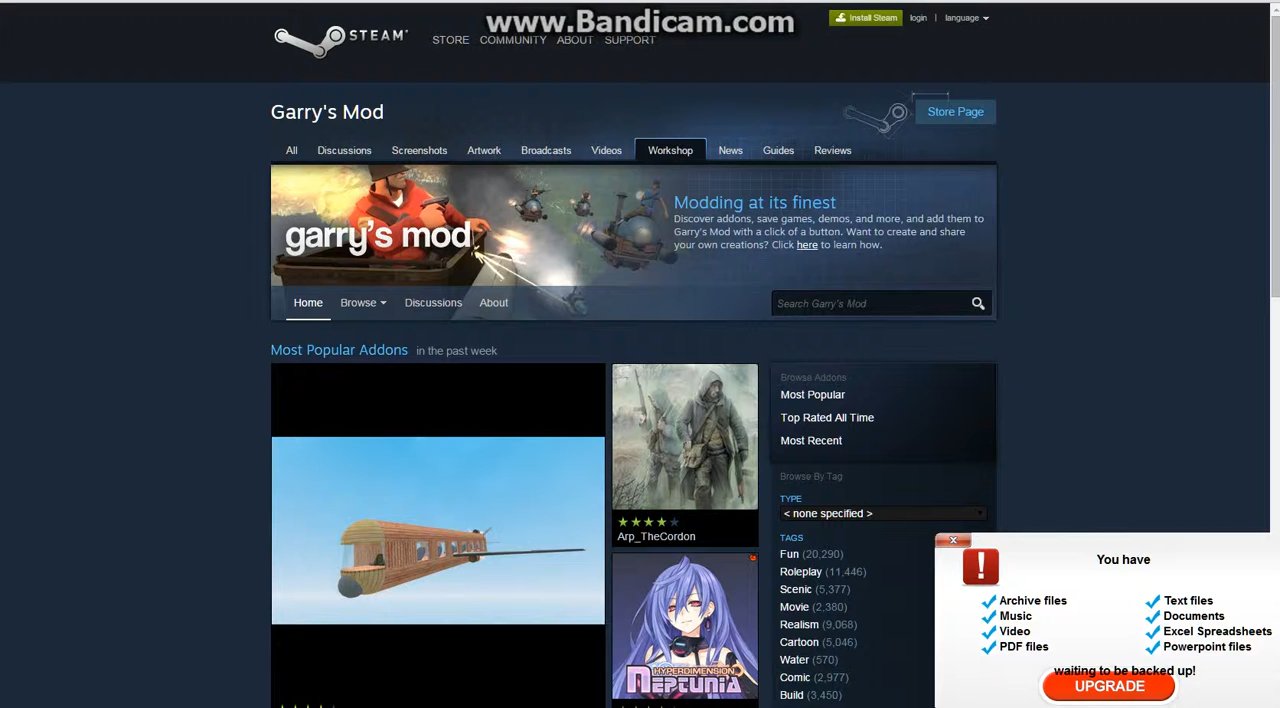 www.Bandicam.com
Install Steam login | language
STEAM
STORE COMMUNITY ABOUT SUPPORT
Garry's Mod
Store Page
All Discussions Screenshots Artwork Broadcasts Videos Workshop News Guides Reviews
garry's mod
Modding at its finest
Discover addons, save games, demos, and more, and add them to
Garry's Mod with a click of a button. Want to create and share
your own creations? Click here to learn how.
Home Browse Discussions About
Search Garry's Mod
Most Popular Addons in the past week
Arp_TheCordon
HYPERDIMENSION
NEPTUNIA
Browse Addons
Most Popular
Top Rated All Time
Most Recent
Browse By Tag
TYPE
< none specified >
TAGS
Fun (20,290)
Roleplay (11,446)
Scenic (5,377)
Movie (2,380)
Realism (9,068)
Cartoon (5,046)
Water (570)
Comic (2,977)
Build (3,450)
x
!
You have
Archive files
Music
Video
PDF files
Text files
Documents
Excel Spreadsheets
Powerpoint files
waiting to be backed up!
UPGRADE